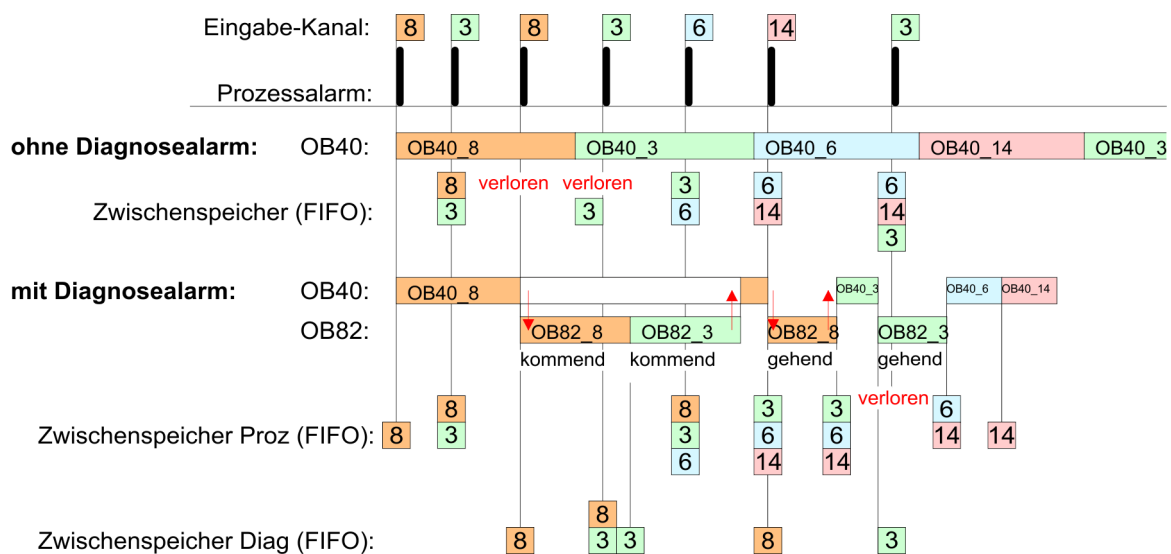 Eingabe-Kanal: 8 3 8 3 6 14 3
Prozessalarm:
ohne Diagnosealarm: OB40: OB40_8 OB40_3 OB40_6 OB40_14 OB40_3
8 verloren verloren 3 6 6
Zwischenspeicher (FIFO): 3 3 6 14 14
3
mit Diagnosealarm: OB40: OB40_8 OB40_3 OB40_6 OB40_14
OB82: OB82_8 OB82_3 OB82_8 OB82_3
kommend kommend gehend gehend
verloren
8 8 3 3 6
Zwischenspeicher Proz (FIFO): 8 3 3 6 6 14 14
6 14 14
8
Zwischenspeicher Diag (FIFO): 8 3 3 8 3